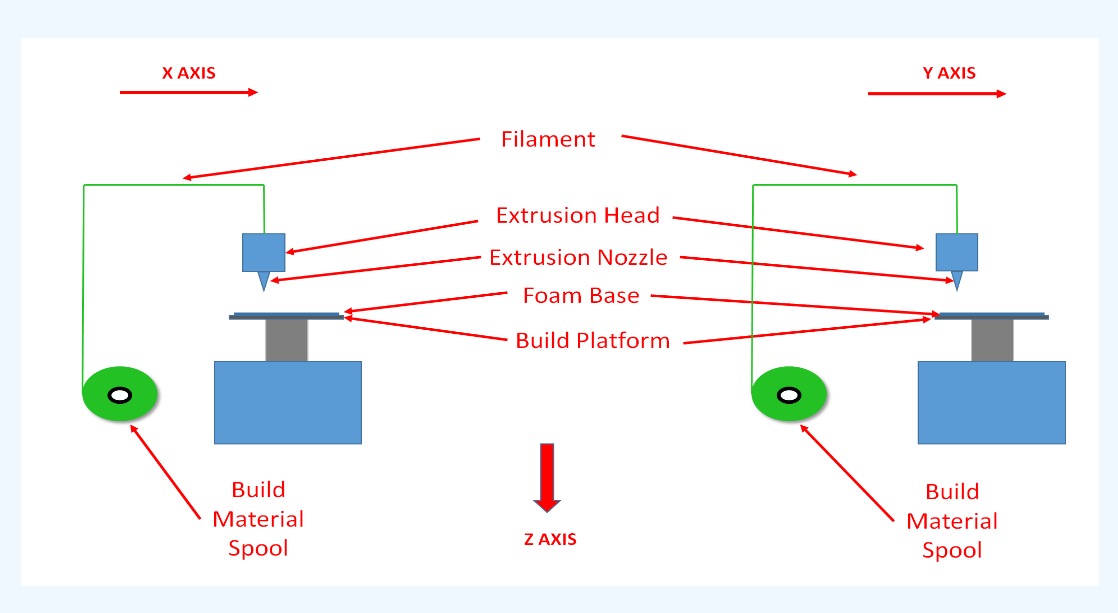 X AXIS
Y AXIS
Filament
Extrusion Head
Extrusion Nozzle
Foam Base
Build Platform
Build
Material
Spool
Z AXIS
Build
Material
Spool